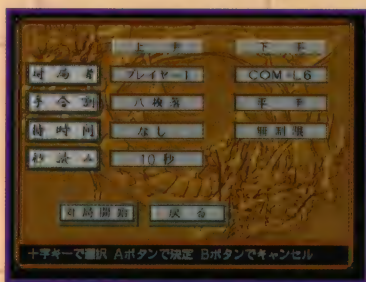 上手 下手
対局者 プレイヤー1 COM-L6
手合割 八枚落 平手
持時間 なし 無制限
秒読み 10秒
対局開始 戻る
十字キーで選択 Aボタンで決定 Bボタンでキャンセル